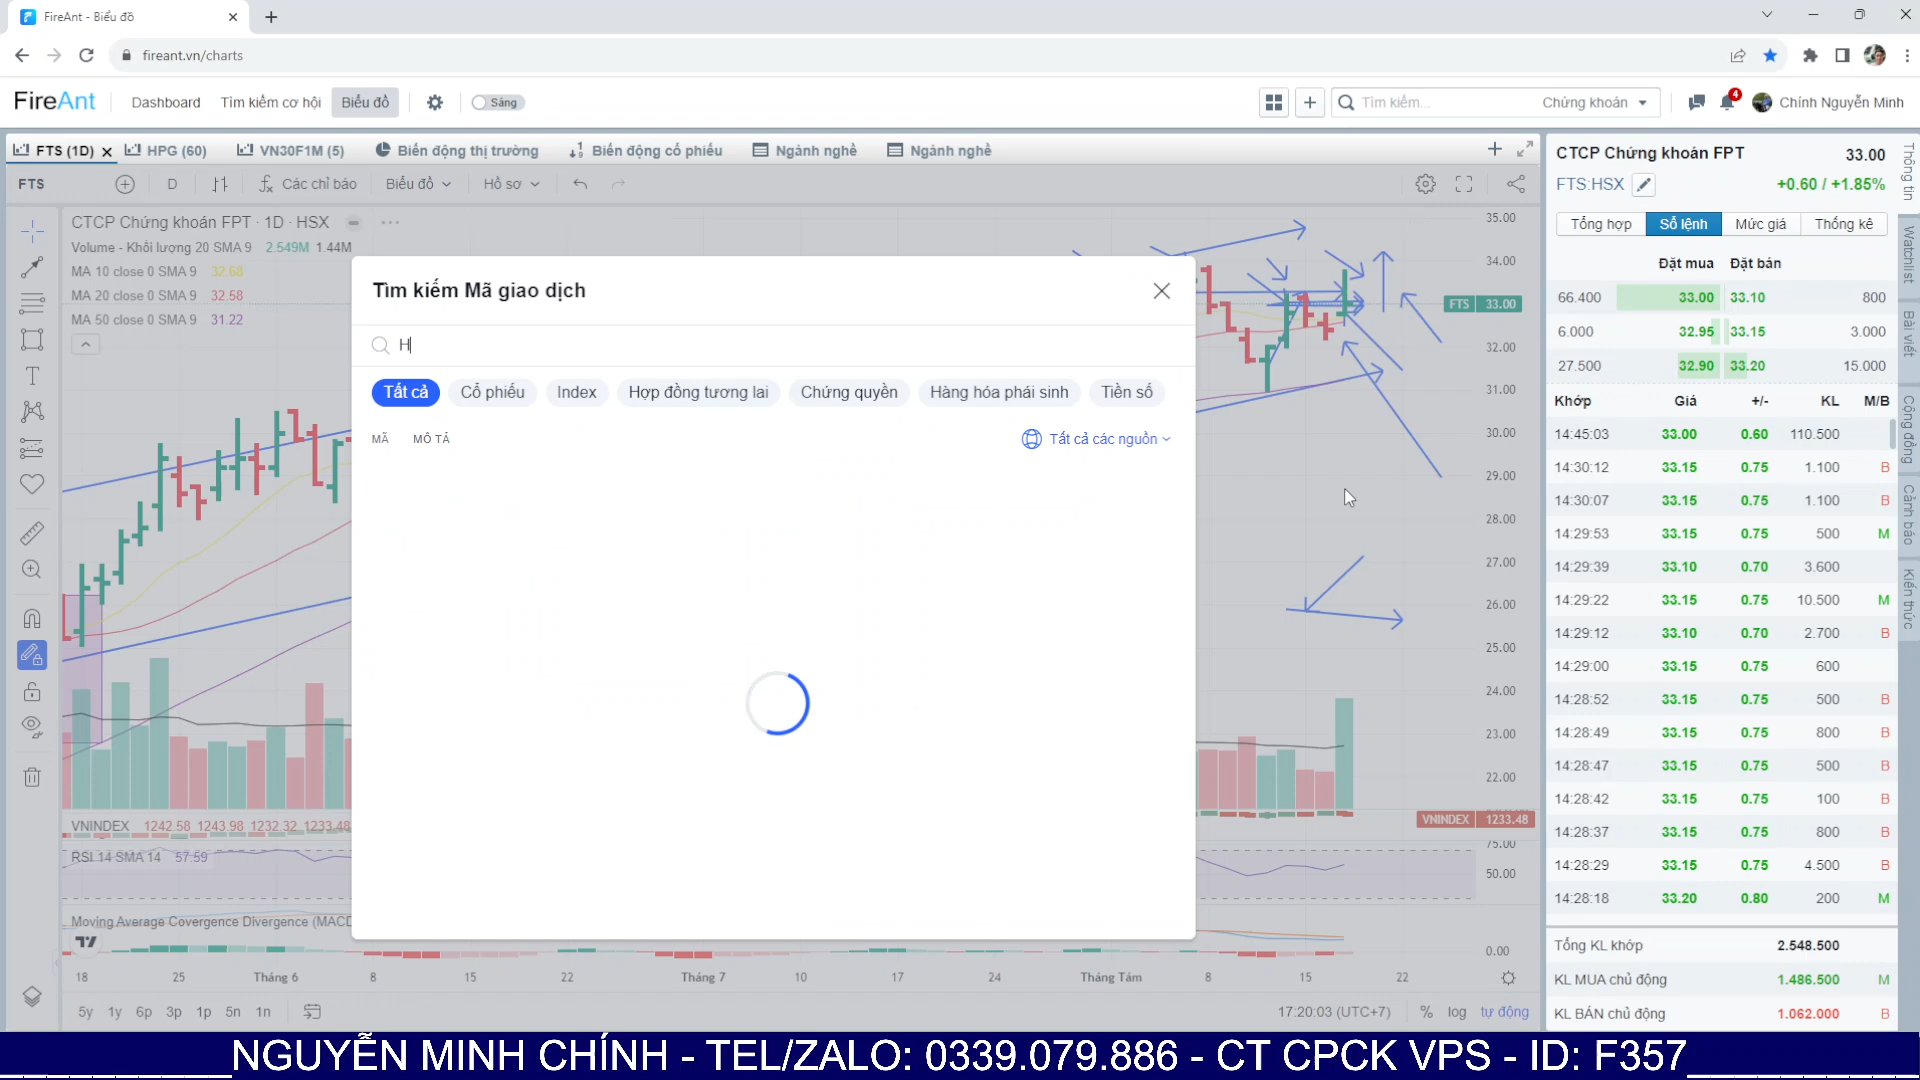 FireAnt - Biểu đồ
fireant.vn/charts
FireAnt
Dashboard
Tìm kiếm cơ hội
Biểu đồ
Sáng
Tìm kiếm...
Chứng khoán
4
Chính Nguyễn Minh
FTS (1D)
HPG (60)
VN30F1M (5)
Biến động thị trường
Biến động cổ phiếu
Ngành nghề
Ngành nghề
FTS
D
Các chỉ báo
Biểu đồ
Hồ sơ
CTCP Chứng khoán FPT · 1D · HSX
Volume - Khối lượng 20 SMA 9 2.549M 1.44M
MA 10 close 0 SMA 9 32.68
MA 20 close 0 SMA 9 32.58
MA 50 close 0 SMA 9 31.22
Tìm kiếm Mã giao dịch
H
Tất cả
Cổ phiếu
Index
Hợp đồng tương lai
Chứng quyền
Hàng hóa phái sinh
Tiền số
MÃ
MÔ TẢ
Tất cả các nguồn
35.00
34.00
FTS 33.00
32.00
31.00
30.00
29.00
28.00
27.00
26.00
25.00
24.00
23.00
22.00
VNINDEX 1242.58 1243.98 1232.32 1233.48
VNINDEX 1233.48
RSI 14 SMA 14 57.59
75.00
50.00
Moving Average Covergence Divergence (MACD
0.00
18 25 Tháng 6 8 15 22 Tháng 7 10 17 24 Tháng Tám 8 15 22
5y 1y 6p 3p 1p 5n 1n
17:20:03 (UTC+7) % log tự động
CTCP Chứng khoán FPT 33.00
FTS:HSX +0.60 / +1.85%
Tổng hợp
Sổ lệnh
Mức giá
Thống kê
Đặt mua Đặt bán
66.400 33.00 33.10 800
6.000 32.95 33.15 3.000
27.500 32.90 33.20 15.000
Khớp Giá +/- KL M/B
14:45:03 33.00 0.60 110.500
14:30:12 33.15 0.75 1.100 B
14:30:07 33.15 0.75 1.100 B
14:29:53 33.15 0.75 500 M
14:29:39 33.10 0.70 3.600
14:29:22 33.15 0.75 10.500 M
14:29:12 33.10 0.70 2.700 B
14:29:00 33.15 0.75 600
14:28:52 33.15 0.75 500 B
14:28:49 33.15 0.75 800 B
14:28:47 33.15 0.75 500 B
14:28:42 33.15 0.75 100 B
14:28:37 33.15 0.75 800 B
14:28:29 33.15 0.75 4.500 B
14:28:18 33.20 0.80 200 M
Tổng KL khớp 2.548.500
KL MUA chủ động 1.486.500 M
KL BÁN chủ động 1.062.000 B
Thông tin
Watchlist
Bài viết
Cộng đồng
Cảnh báo
Kiến thức
NGUYỄN MINH CHÍNH - TEL/ZALO: 0339.079.886 - CT CPCK VPS - ID: F357